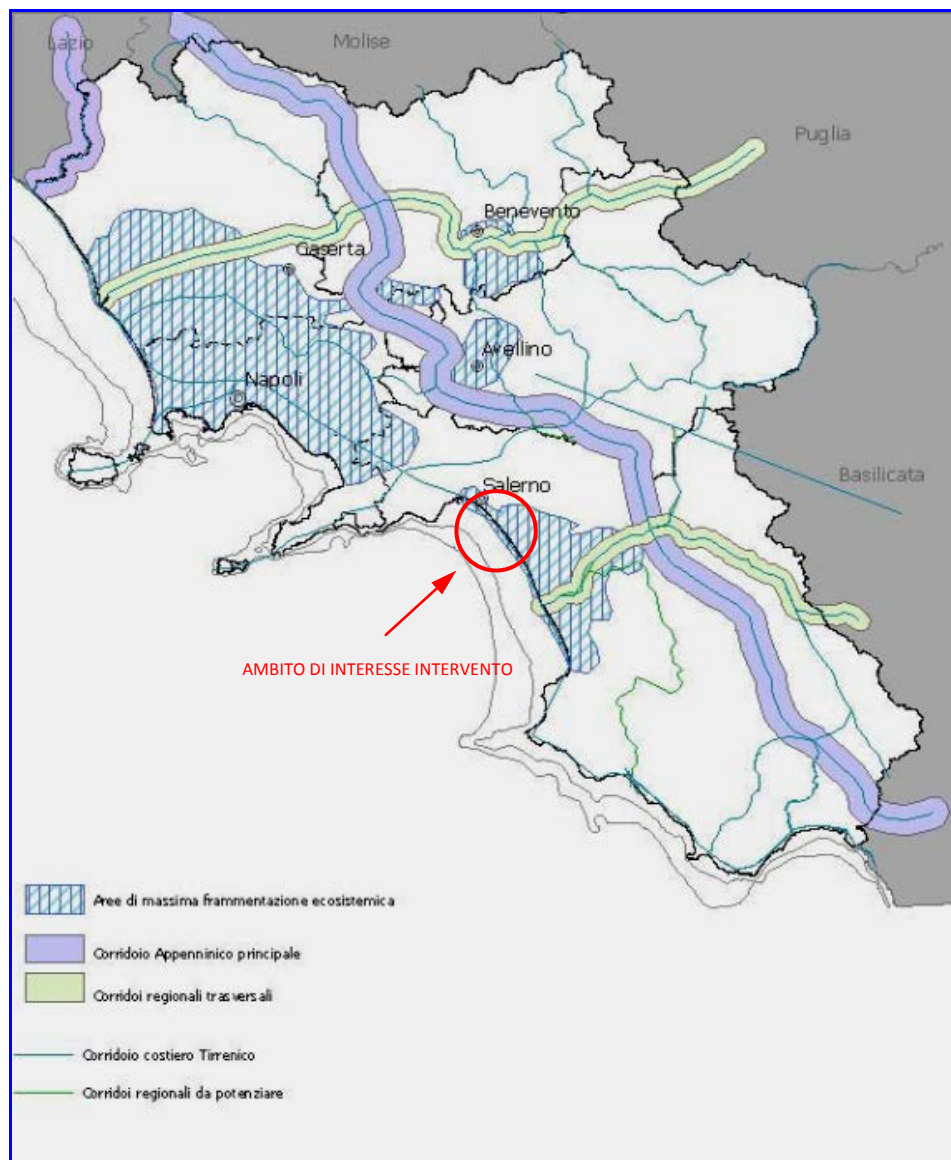 Lazio
Molise
Puglia
Benevento
Caserta
Avellino
Napoli
Basilicata
Salerno
AMBITO DI INTERESSE INTERVENTO
Aree di massima frammentazione ecosistemica
Corridoio Appenninico principale
Corridoi regionali trasversali
Corridoio costiero Tirrenico
Corridoi regionali da potenziare